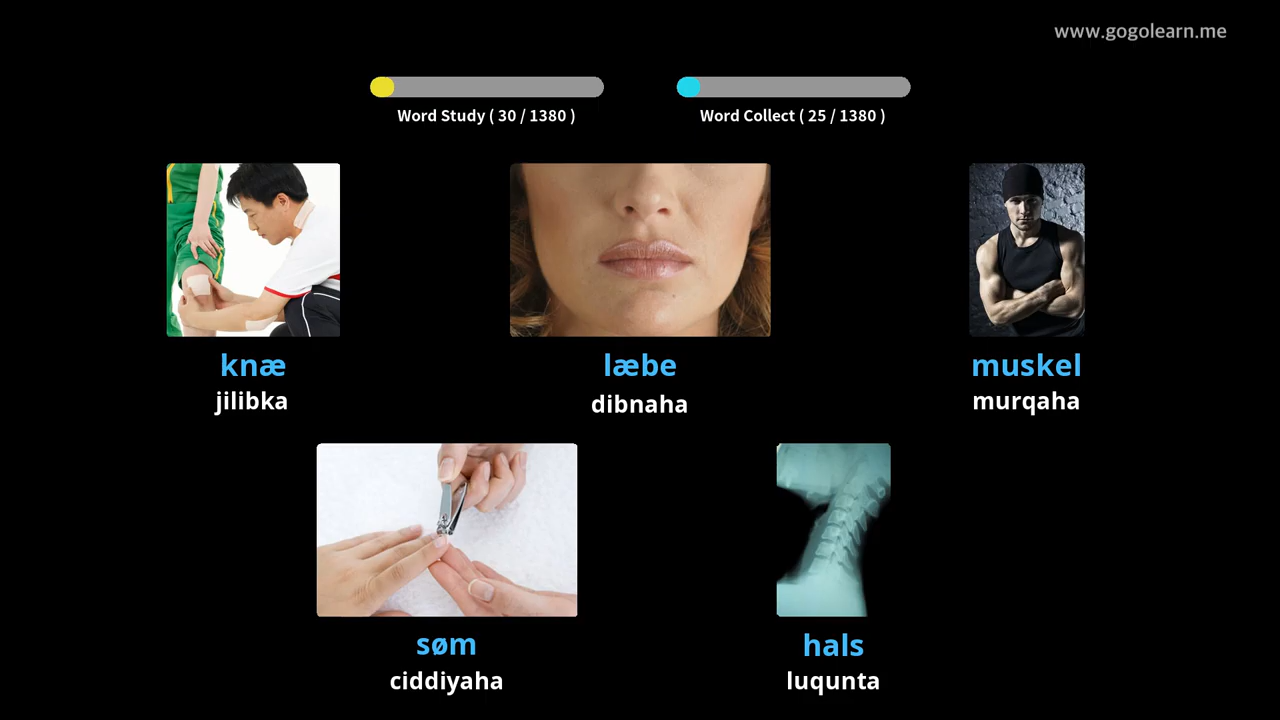 www.gogolearn.me
Word Study ( 30 / 1380 )
Word Collect ( 25 / 1380 )
knæ
jilibka
læbe
dibnaha
muskel
murqaha
søm
ciddiyaha
hals
luqunta